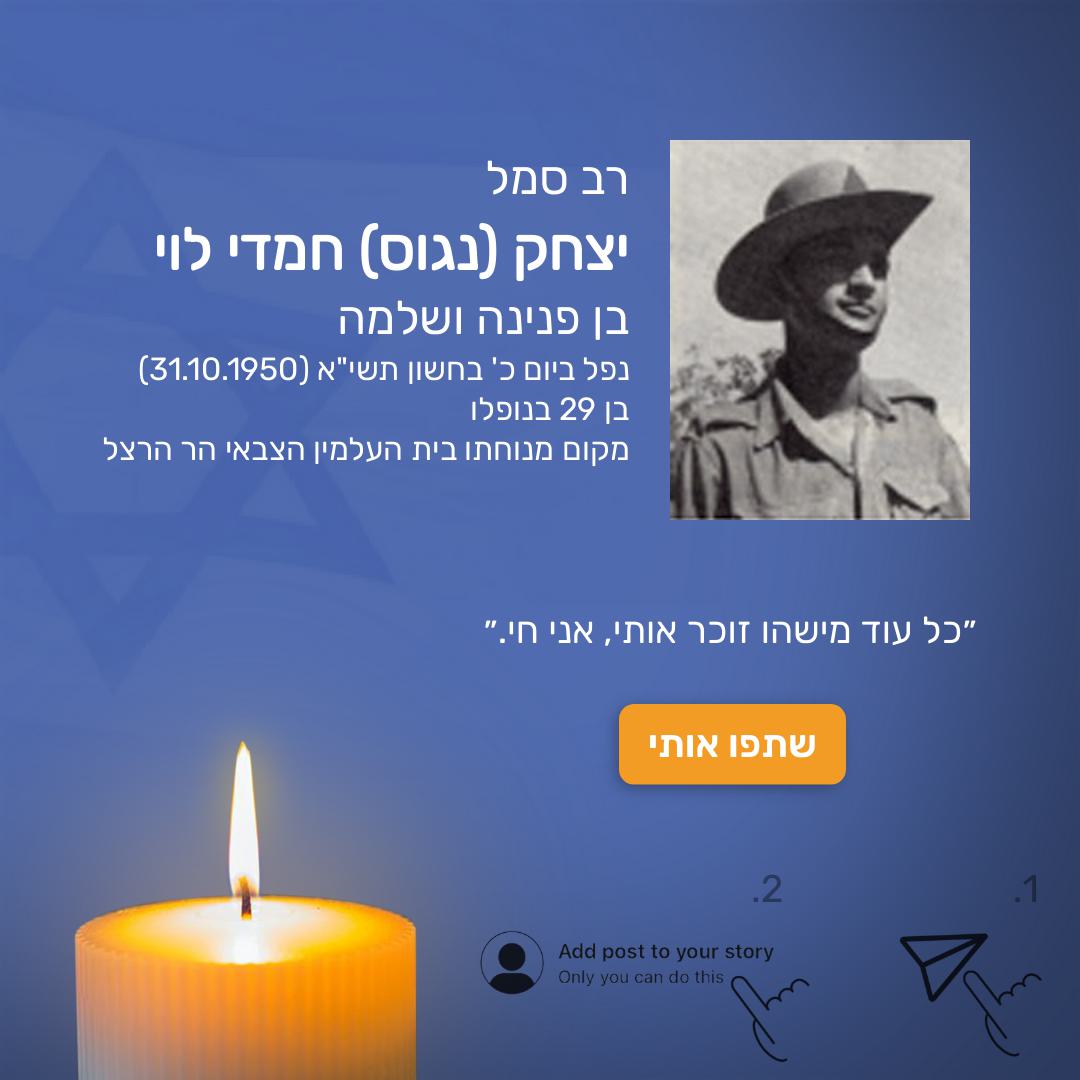 רב סמל
יצחק (נגוס) חמדי לוי
בן פנינה ושלמה
נפל ביום כ' בחשון תשי"א (31.10.1950)
בן 29 בנופלו
מקום מנוחתו בית העלמין הצבאי הר הרצל
״כל עוד מישהו זוכר אותי, אני חי.״
שתפו אותי
.1
.2
Add post to your story
Only you can do this